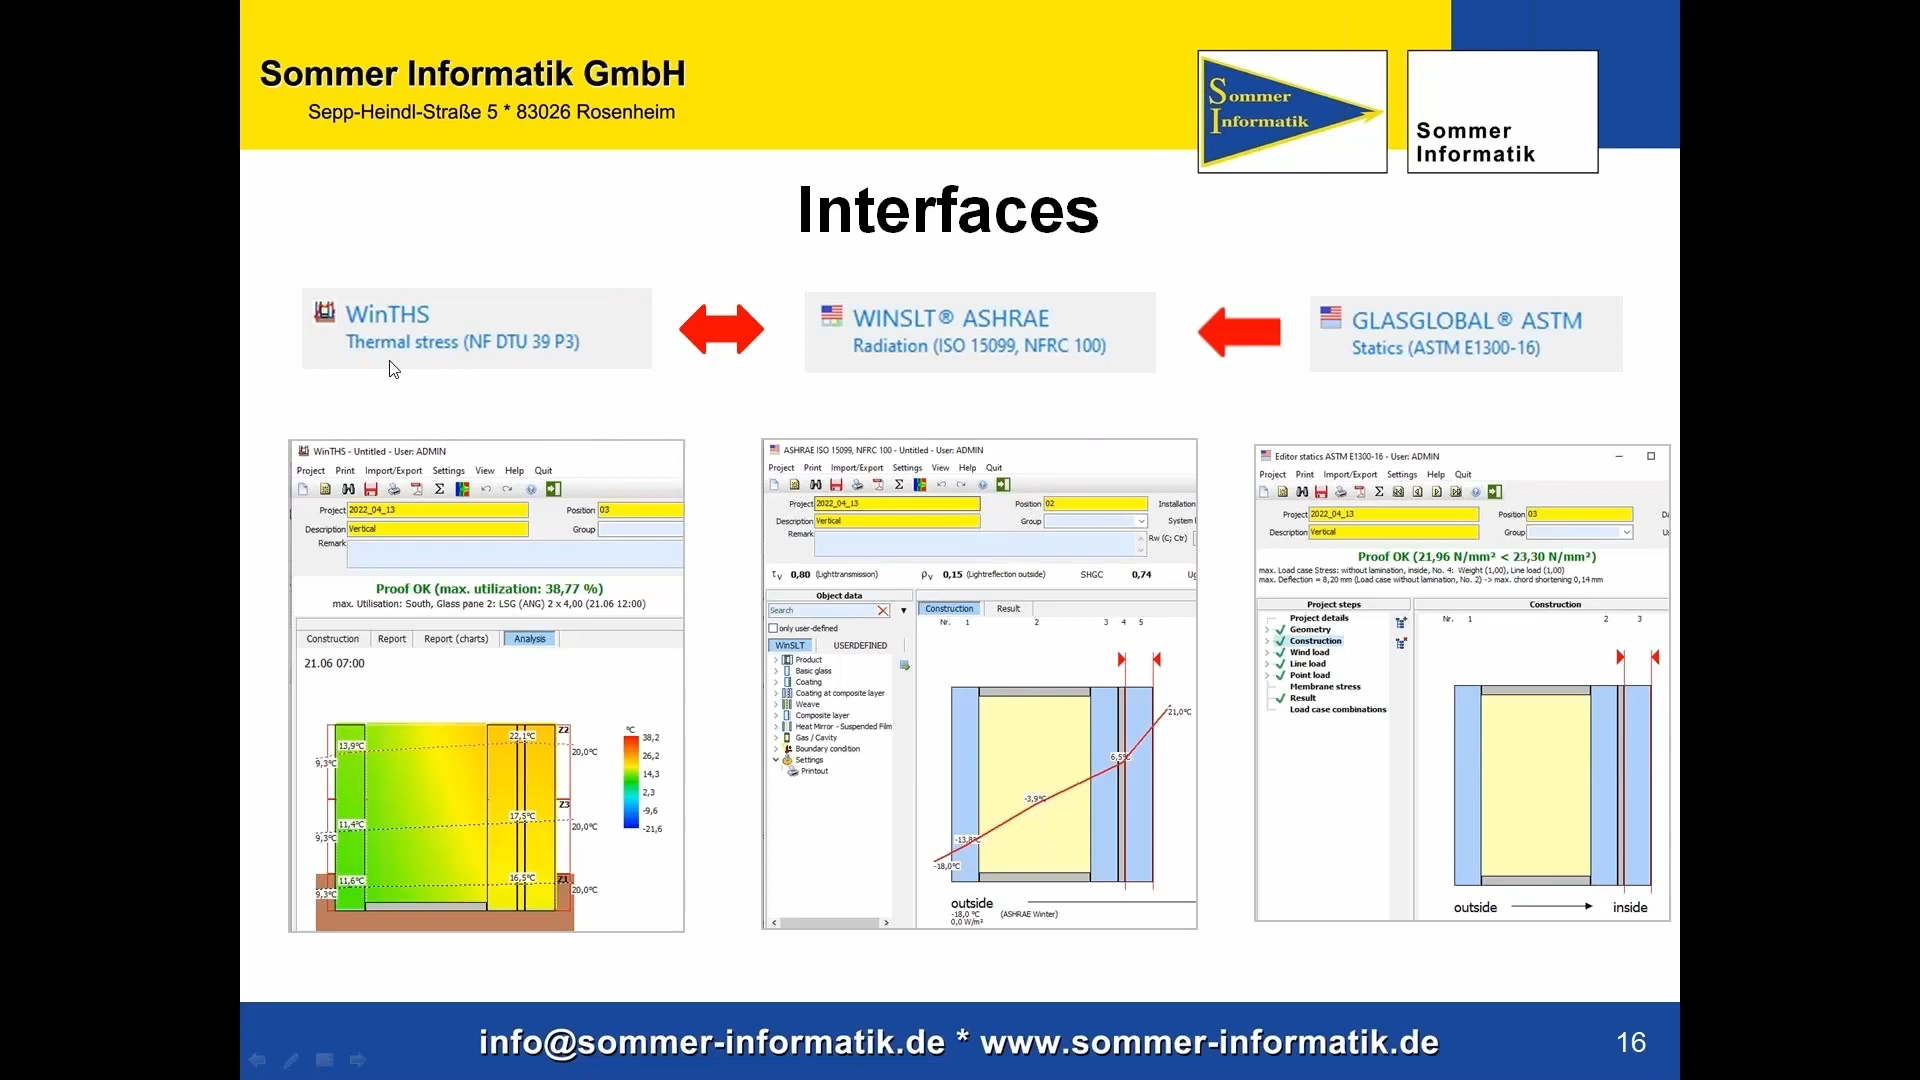 Sommer Informatik GmbH
Sepp-Heindl-Straße 5 * 83026 Rosenheim
Sommer
Informatik
Sommer
Informatik
Interfaces
WinTHS
Thermal stress (NF DTU 39 P3)
WINSLT® ASHRAE
Radiation (ISO 15099, NFRC 100)
GLASGLOBAL® ASTM
Statics (ASTM E1300-16)
WinTHS - Untitled - User: ADMIN
Project Print Import/Export Settings View Help Quit
Project 2022_04_13 Position 03
Description Vertical Group
Remark
Proof OK (max. utilization: 38,77 %)
max. Utilisation: South, Glass pane 2: LSG (ANG) 2 x 4,00 (21.06 12:00)
Construction Report Report (charts) Analysis
21.06 07:00
°C
38,2
26,2
14,3
2,3
-9,6
-21,6
13,9°C 22,1°C Z2
9,3°C 20,0°C
11,4°C 17,5°C Z3
9,3°C 20,0°C
11,6°C 16,5°C Z1
9,3°C 20,0°C
ASHRAE ISO 15099, NFRC 100 - Untitled - User: ADMIN
Project Print Import/Export Settings View Help Quit
Project 2022_04_13 Position 02 Installation
Description Vertical Group System
Remark Rw (C; Ctr)
τv 0,80 (Lighttransmission) ρv 0,15 (Lightreflection outside) SHGC 0,74 Ug
Object data
Search
only user-defined
WinSLT USERDEFINED
Product
Basic glass
Coating
Coating at composite layer
Weave
Composite layer
Heat Mirror - Suspended Film
Gas / Cavity
Boundary condition
Settings
Printout
Construction Result
Nr. 1 2 3 4 5
21,0°C
6,5°C
-3,9°C
-13,8°C
-18,0°C
outside
-18,0 °C (ASHRAE Winter)
0,0 W/m²
Editor statics ASTM E1300-16 - User: ADMIN
Project Print Import/Export Settings Help Quit
Project 2022_04_13 Position 03
Description Vertical Group
Proof OK (21,96 N/mm² < 23,30 N/mm²)
max. Load case Stress: without lamination, inside, No. 4: Weight (1,00), Line load (1,00)
max. Deflection = 8,20 mm (Load case without lamination, No. 2) -> max. chord shortening 0,14 mm
Project steps Construction
Project details
Geometry
Construction
Wind load
Line load
Point load
Membrane stress
Result
Load case combinations
Nr. 1 2 3
outside inside
info@sommer-informatik.de * www.sommer-informatik.de
16